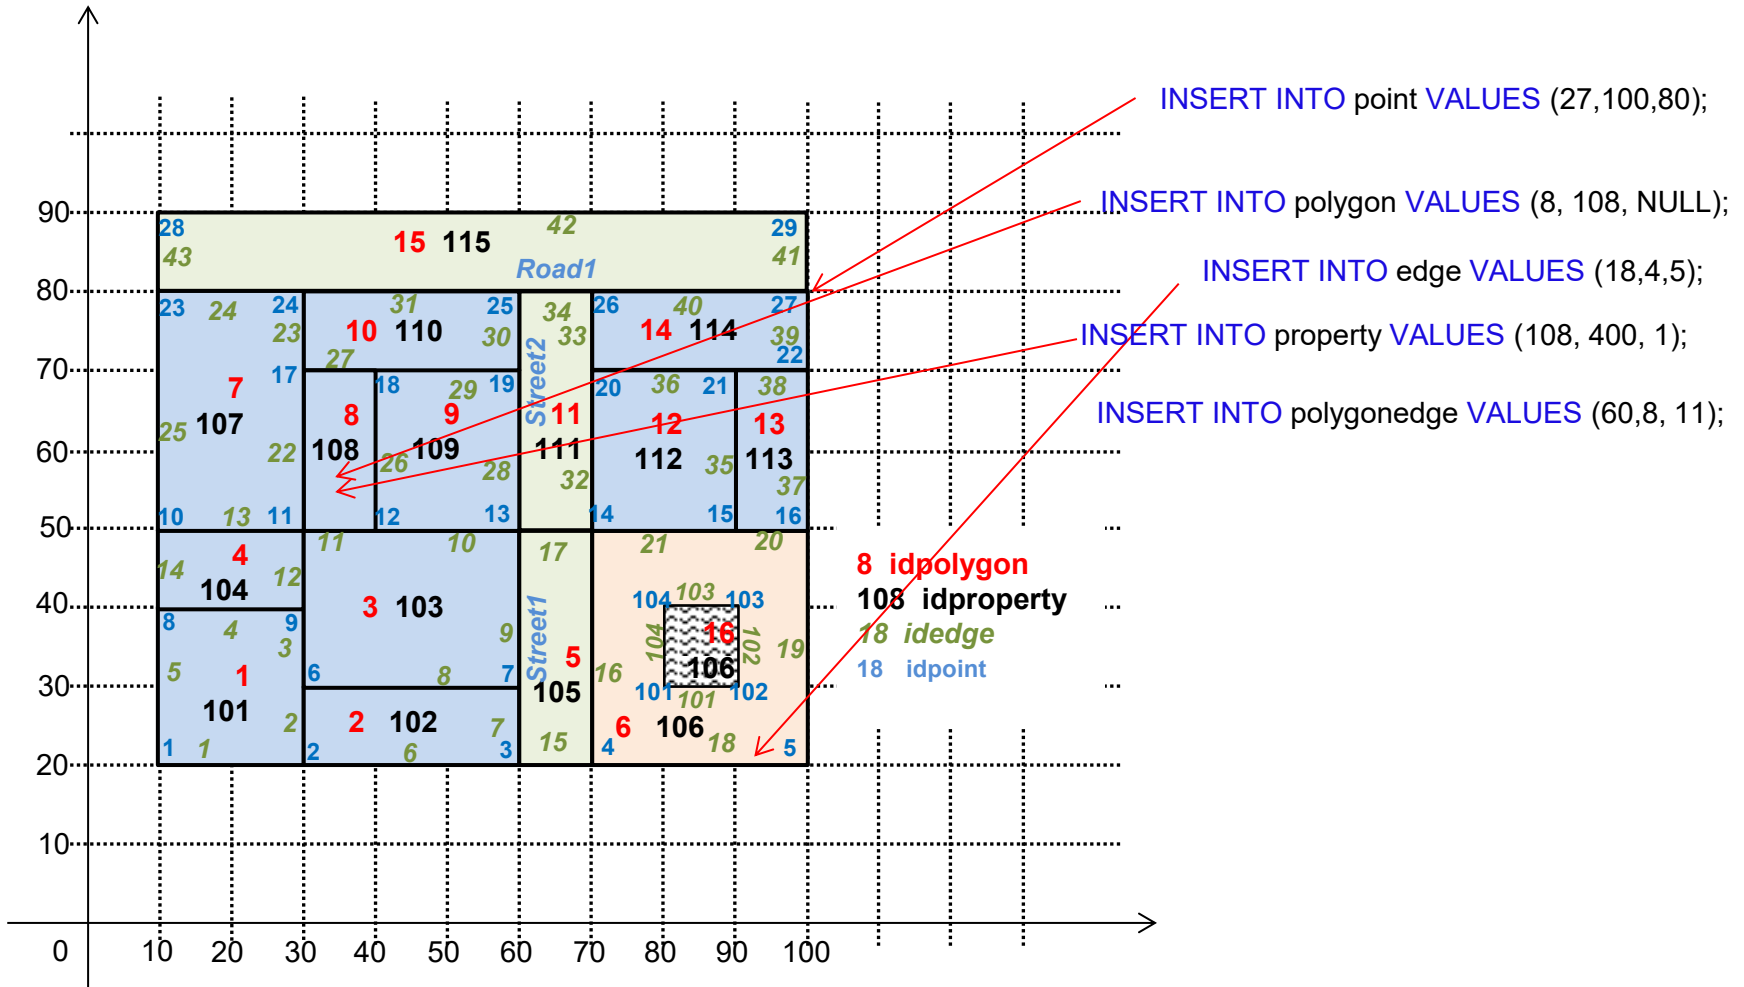 INSERT INTO point VALUES (27,100,80);
INSERT INTO polygon VALUES (8, 108, NULL);
INSERT INTO edge VALUES (18,4,5);
INSERT INTO property VALUES (108, 400, 1);
INSERT INTO polygonedge VALUES (60,8, 11);
90
28 42 29
15 115
43 41
Road1
80
23 24 24 31 25 34 26 40 27
23 10 110 30 33 14 114 39
27 22
70
17 18 29 19 Street2 20 36 21 38
7 8 9 11 12 13
107 108 109 111 112 113
25 22 26 28 32 35 37
60
10 13 11 12 13 14 15 16
50
11 10 17 21 20
4
14 104 12
8 idpolygon
108 idproperty
18 idedge
18 idpoint
40
3 103
104 103 103
8 4 9
3 9 Street1 104 16 102 19
5 1 6 8 7 5 16 106
30
101 2 105 101 101 102
2 102 7 6 106
1 1 2 6 3 15 4 18 5
20
10
0 10 20 30 40 50 60 70 80 90 100